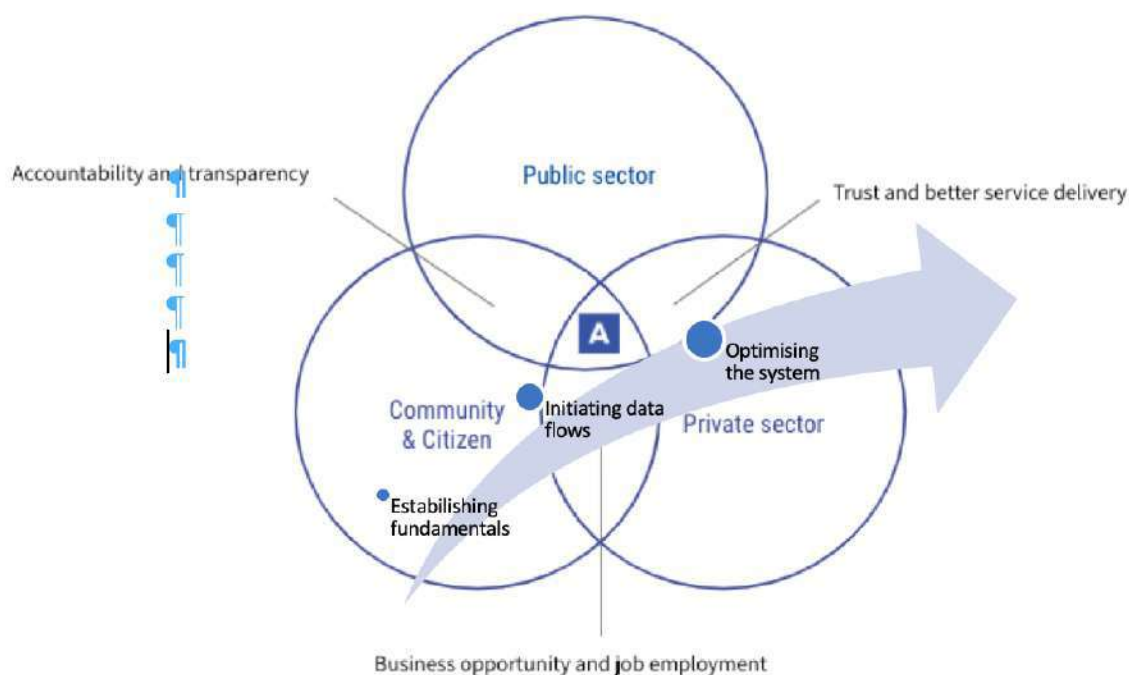 Public sector
Accountability and transparency
Trust and better service delivery
¶
¶
¶
¶
¶
A
Optimising
the system
Community
& Citizen
Initiating data
flows
Private sector
Estabilishing
fundamentals
Business opportunity and job employment